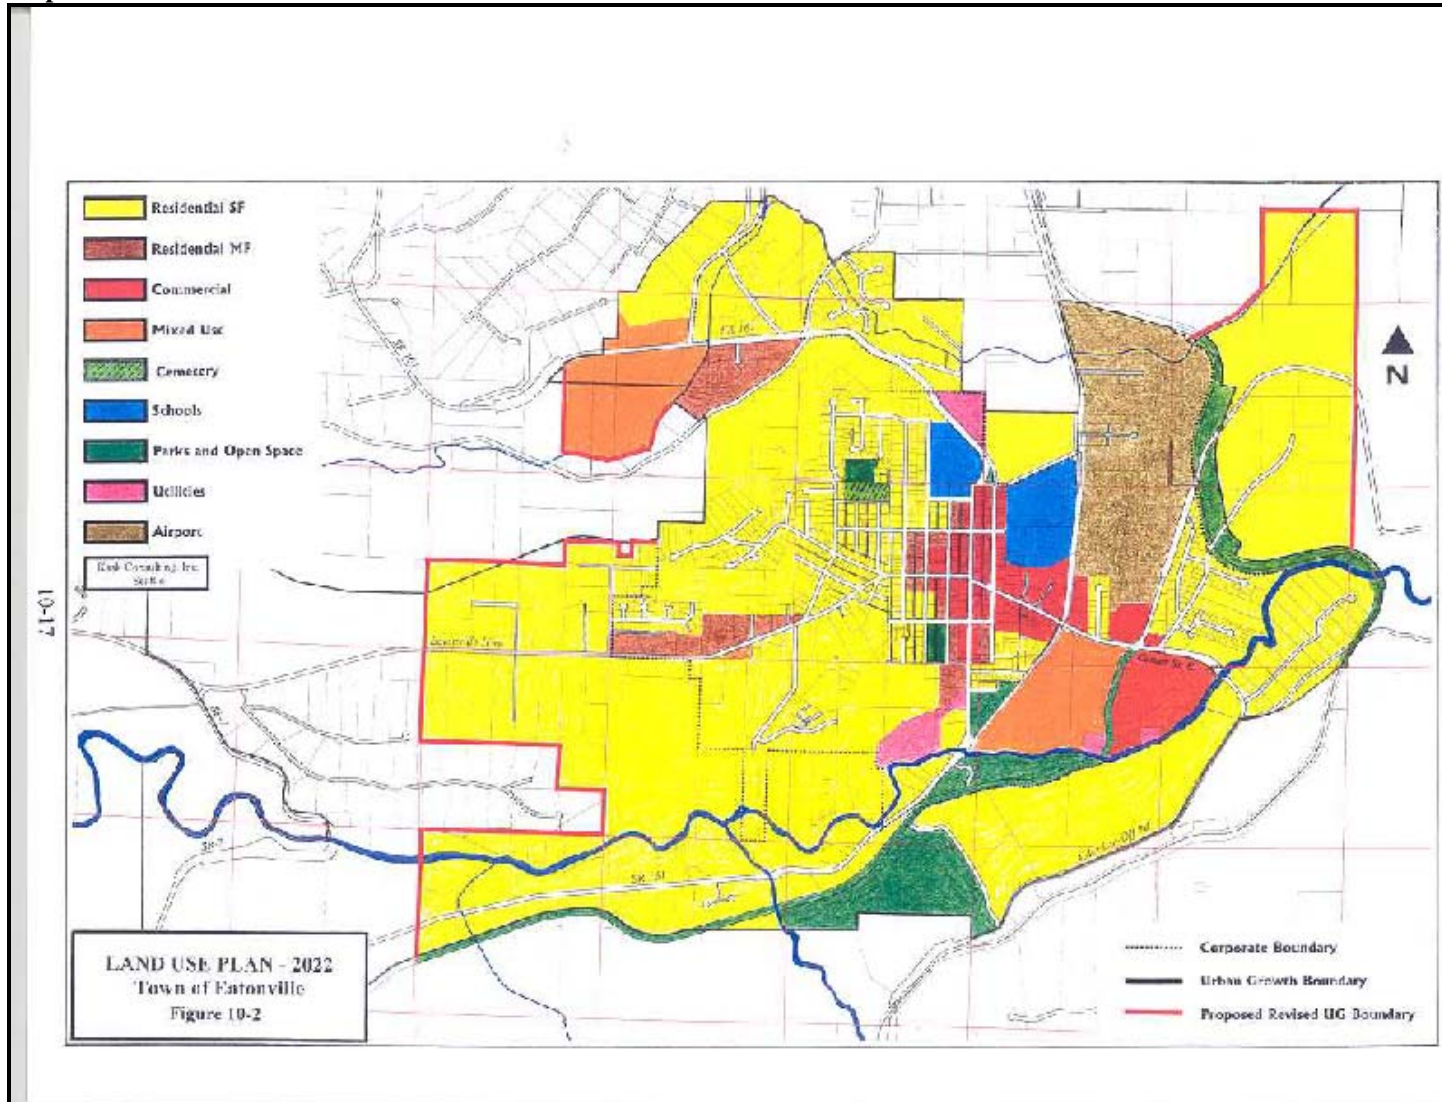 Residential SF
Residential MF
Commercial
Mixed Use
Cemetery
Schools
Parks and Open Space
Utilities
Airport
N
10-17
LAND USE PLAN - 2022
Town of Eatonville
Figure 10-2
Corporate Boundary
Urban Growth Boundary
Proposed Revised UG Boundary